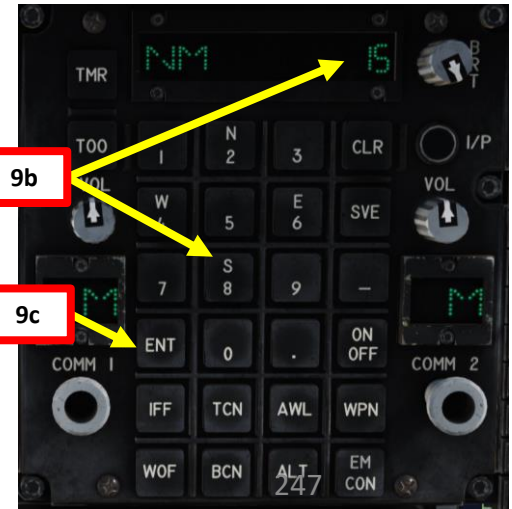 NM 15
B
R
T
TMR
TOO
1
N
2
3
CLR
I/P
9b
VOL
W
4
5
E
6
SVE
VOL
7
S
8
9
–
M
M
9c
ENT
0
.
ON
OFF
COMM 1
COMM 2
IFF
TCN
AWL
WPN
WOF
BCN
ALT
EM
CON
247